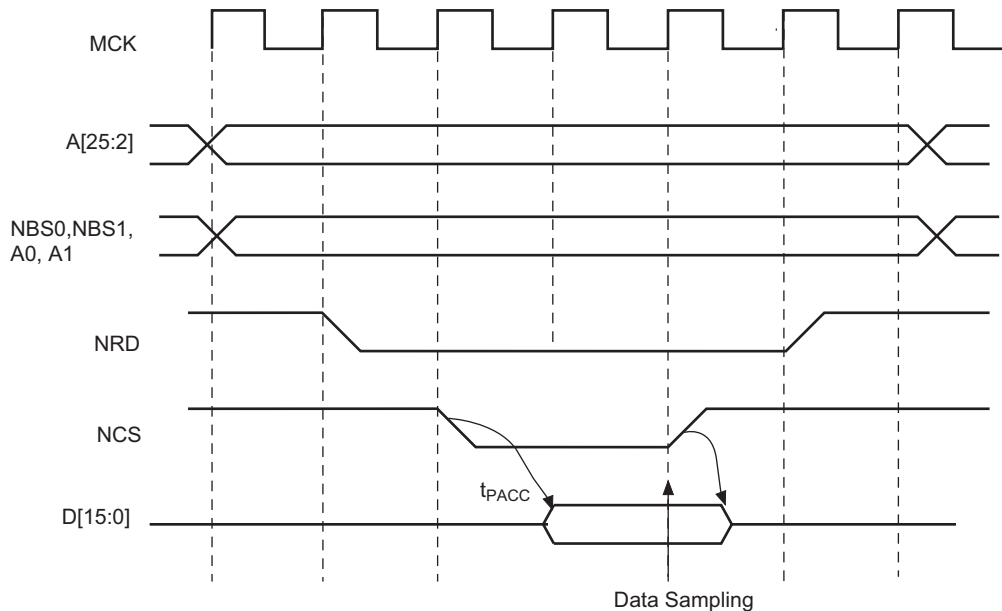 MCK
A[25:2]
NBS0,NBS1,
A0, A1
NRD
NCS
tPACC
D[15:0]
Data Sampling